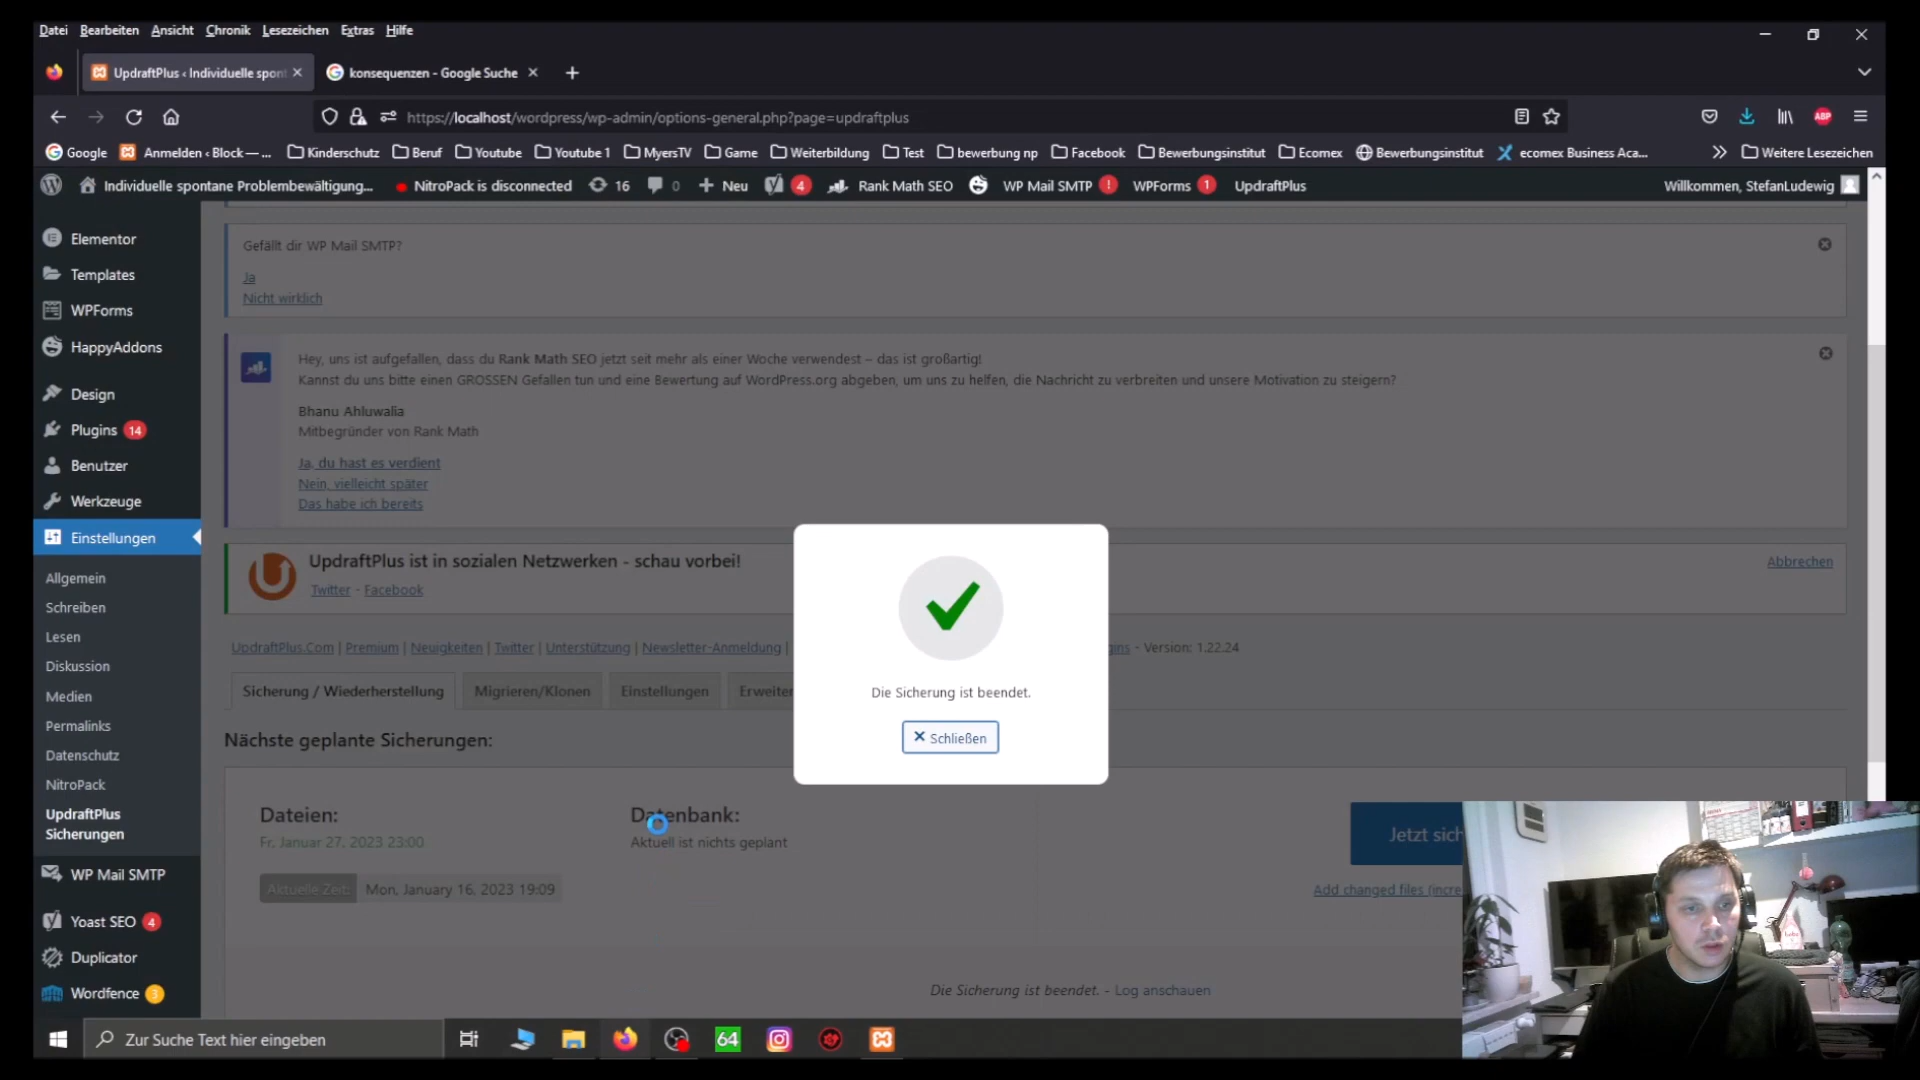 Datei Bearbeiten Ansicht Chronik Lesezeichen Extras Hilfe
UpdraftPlus ‹ Individuelle spont
konsequenzen - Google Suche
https://localhost/wordpress/wp-admin/options-general.php?page=updraftplus
ABP
Google
Anmelden ‹ Block — ...
Kinderschutz
Beruf
Youtube
Youtube 1
MyersTV
Game
Weiterbildung
Test
bewerbung np
Facebook
Bewerbungsinstitut
Ecomex
Bewerbungsinstitut
ecomex Business Aca...
Weitere Lesezeichen
Individuelle spontane Problembewältigung...
NitroPack is disconnected
16
0
Neu
4
Rank Math SEO
WP Mail SMTP !
WPForms 1
UpdraftPlus
Willkommen, StefanLudewig
Elementor
Templates
WPForms
HappyAddons
Design
Plugins 14
Benutzer
Werkzeuge
Einstellungen
Allgemein
Schreiben
Lesen
Diskussion
Medien
Permalinks
Datenschutz
NitroPack
UpdraftPlus
Sicherungen
WP Mail SMTP
Yoast SEO 4
Duplicator
Wordfence 3
Gefällt dir WP Mail SMTP?
Ja
Nicht wirklich
Hey, uns ist aufgefallen, dass du Rank Math SEO jetzt seit mehr als einer Woche verwendest – das ist großartig!
Kannst du uns bitte einen GROSSEN Gefallen tun und eine Bewertung auf WordPress.org abgeben, um uns zu helfen, die Nachricht zu verbreiten und unsere Motivation zu steigern?
Bhanu Ahluwalia
Mitbegründer von Rank Math
Ja, du hast es verdient
Nein, vielleicht später
Das habe ich bereits
UpdraftPlus ist in sozialen Netzwerken - schau vorbei!
Twitter - Facebook
Abbrechen
UpdraftPlus.Com | Premium | Neuigkeiten | Twitter | Unterstützung | Newsletter-Anmeldung |
gins - Version: 1.22.24
Sicherung / Wiederherstellung
Migrieren/Klonen
Einstellungen
Erweiter
Die Sicherung ist beendet.
Schließen
Nächste geplante Sicherungen:
Dateien:
Fr, Januar 27, 2023 23:00
Datenbank:
Aktuell ist nichts geplant
Jetzt sich
Aktuelle Zeit: Mon, January 16, 2023 19:09
Add changed files (incre
Die Sicherung ist beendet. - Log anschauen
Zur Suche Text hier eingeben
64